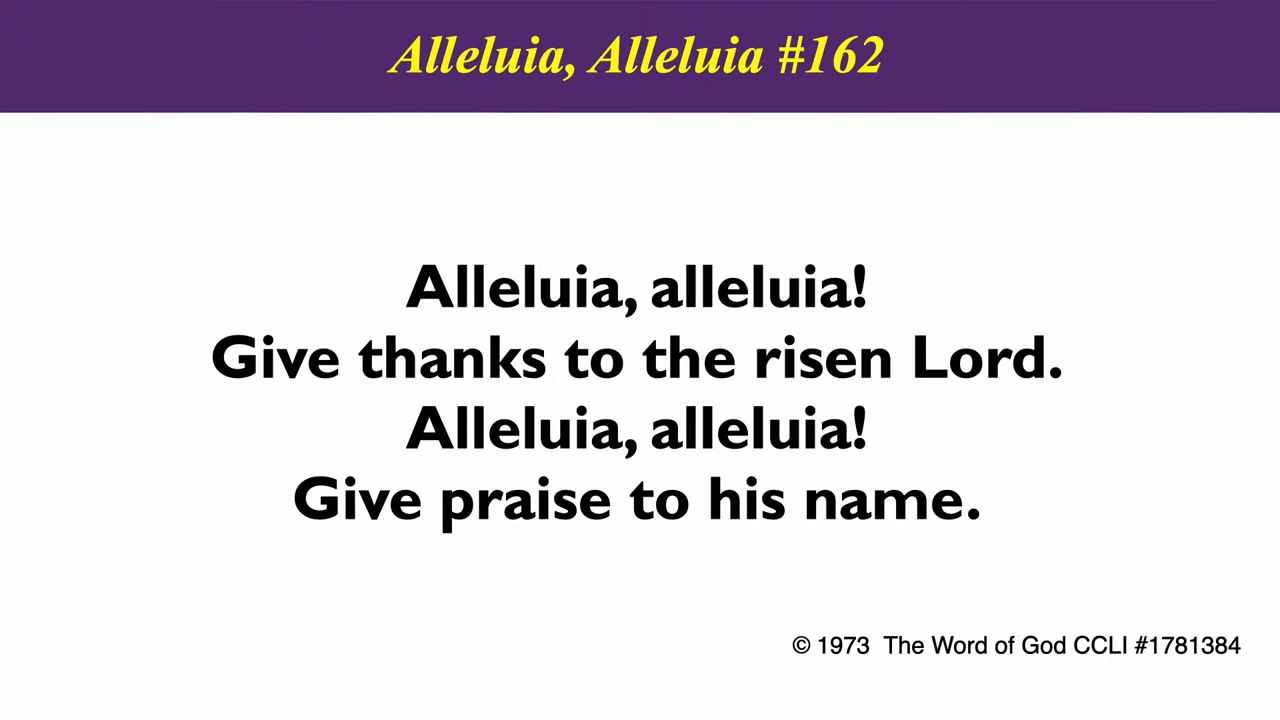 Alleluia, Alleluia #162
Alleluia, alleluia!
Give thanks to the risen Lord.
Alleluia, alleluia!
Give praise to his name.
© 1973 The Word of God CCLI #1781384